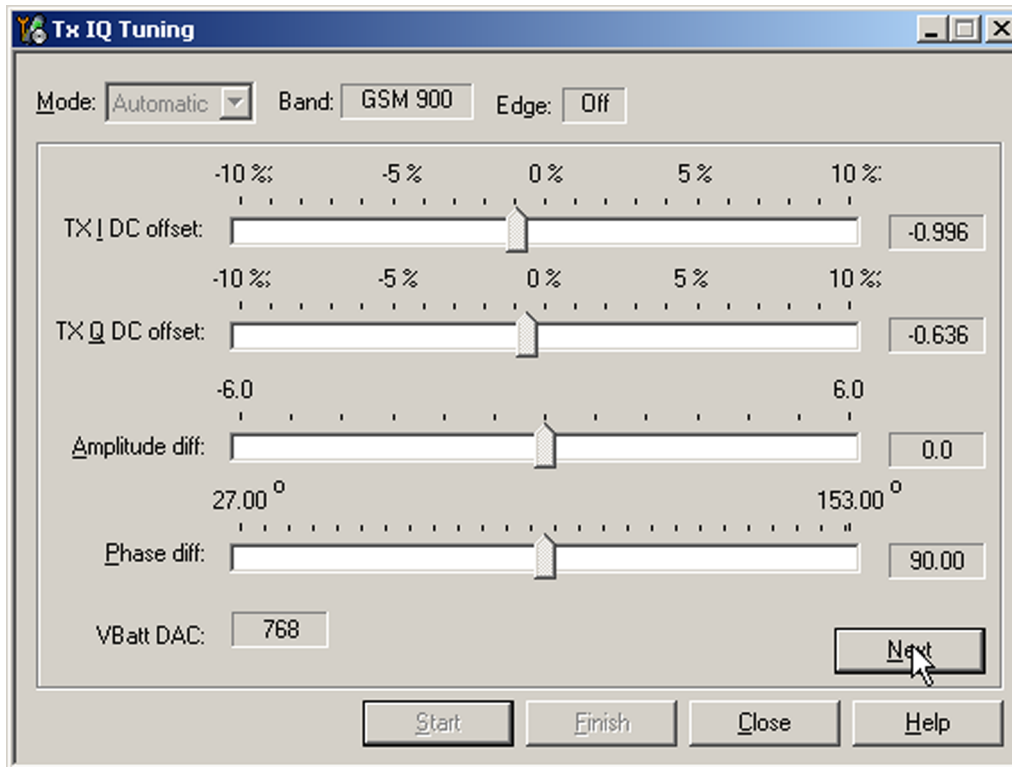 Tx IQ Tuning
Mode: Automatic Band: GSM 900 Edge: Off
-10 %: -5 % 0 % 5 % 10 %:
TX I DC offset: -0.996
-10 %: -5 % 0 % 5 % 10 %:
TX Q DC offset: -0.636
-6.0 6.0
Amplitude diff: 0.0
27.00 o 153.00 o
Phase diff: 90.00
VBatt DAC: 768
Next
Start Finish Close Help